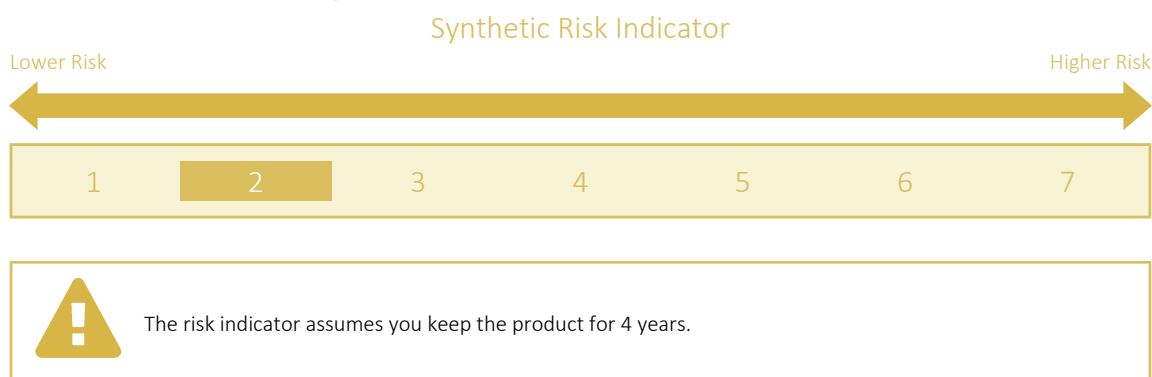 Synthetic Risk Indicator
Lower Risk Higher Risk
1 2 3 4 5 6 7
The risk indicator assumes you keep the product for 4 years.